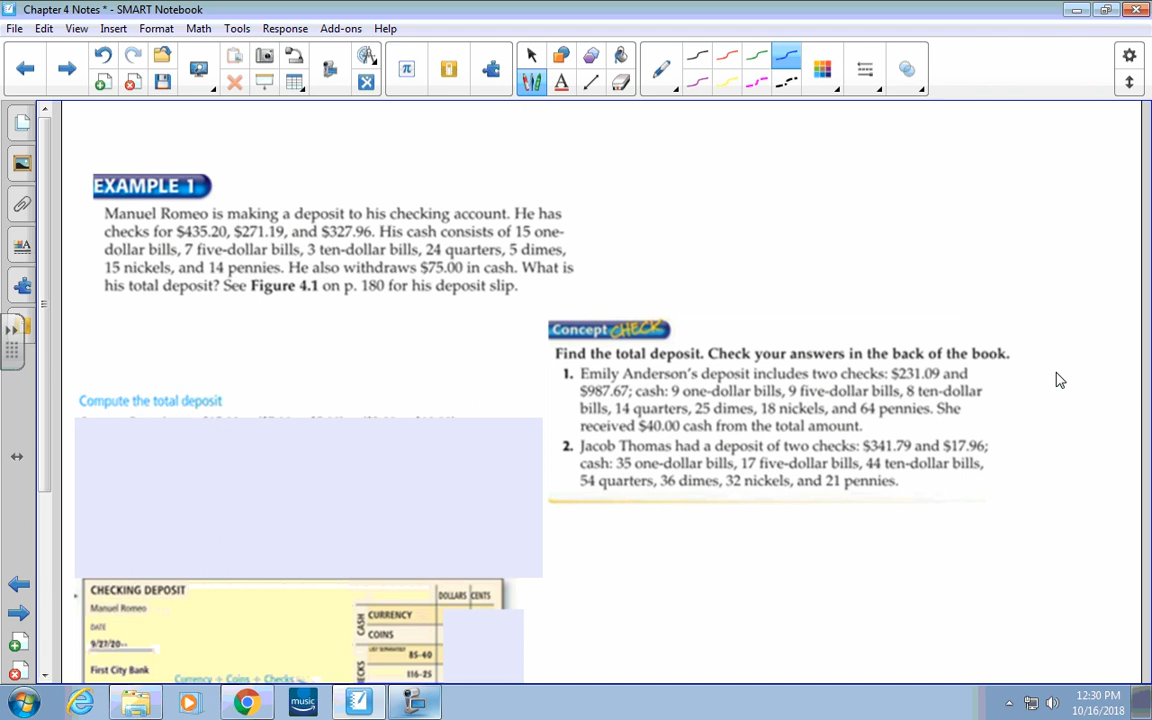 Chapter 4 Notes * - SMART Notebook
File Edit View Insert Format Math Tools Response Add-ons Help
EXAMPLE 1
Manuel Romeo is making a deposit to his checking account. He has
checks for $435.20, $271.19, and $327.96. His cash consists of 15 one-
dollar bills, 7 five-dollar bills, 3 ten-dollar bills, 24 quarters, 5 dimes,
15 nickels, and 14 pennies. He also withdraws $75.00 in cash. What is
his total deposit? See Figure 4.1 on p. 180 for his deposit slip.
Concept CHECK
Find the total deposit. Check your answers in the back of the book.
1. Emily Anderson's deposit includes two checks: $231.09 and
$987.67; cash: 9 one-dollar bills, 9 five-dollar bills, 8 ten-dollar
bills, 14 quarters, 25 dimes, 18 nickels, and 64 pennies. She
received $40.00 cash from the total amount.
2. Jacob Thomas had a deposit of two checks: $341.79 and $17.96;
cash: 35 one-dollar bills, 17 five-dollar bills, 44 ten-dollar bills,
54 quarters, 36 dimes, 32 nickels, and 21 pennies.
Compute the total deposit
CHECKING DEPOSIT
DOLLARS CENTS
Manuel Romeo
DATE
9/27/20--
First City Bank
CASH
CURRENCY
COINS
LIST SEPARATELY
85-40
CHECKS
116-25
Currency + Coins + Checks
music
12:30 PM
10/16/2018